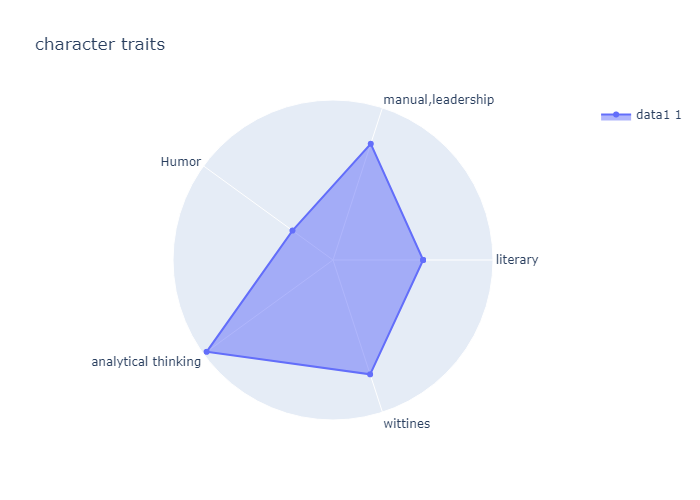 character traits
manual,leadership
data1 1
Humor
literary
analytical thinking
wittines